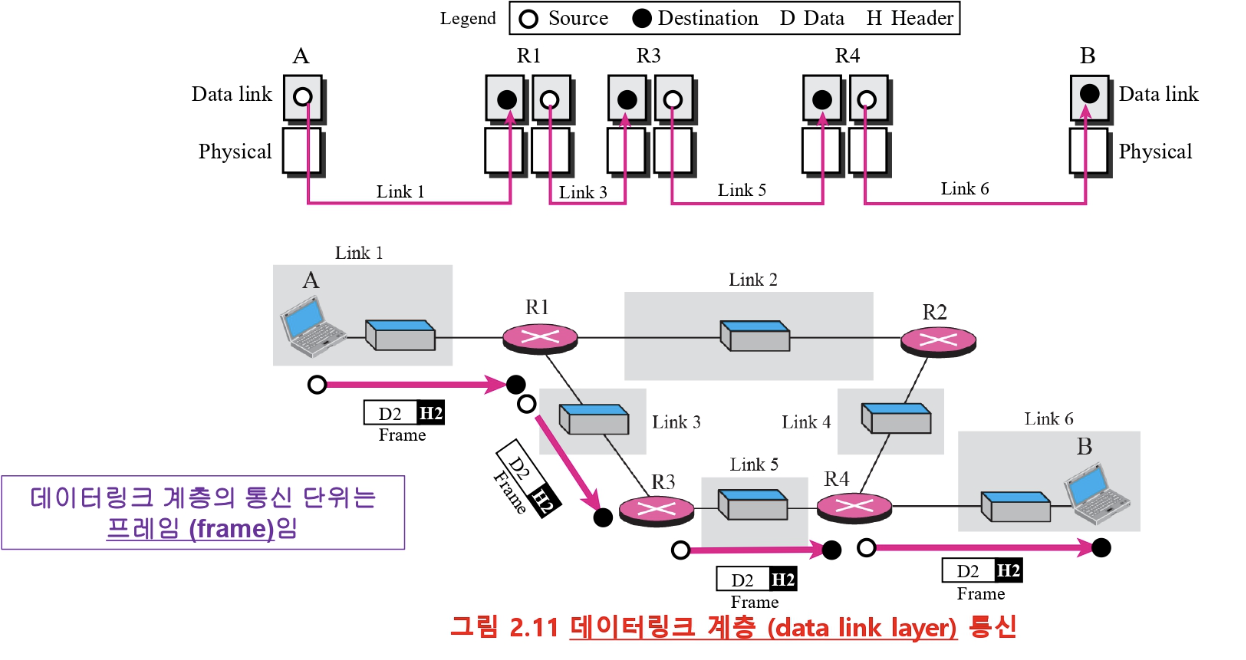 Legend Source Destination D Data H Header
A R1 R3 R4 B
Data link Data link
Physical Physical
Link 1 Link 3 Link 5 Link 6
Link 1
A
Link 2
R1
R2
D2 H2
Frame
Link 3
Link 4
Link 6
B
D2 H2
Frame
Link 5
R3
R4
데이터링크 계층의 통신 단위는
프레임 (frame)임
D2 H2
Frame
D2 H2
Frame
그림 2.11 데이터링크 계층 (data link layer) 통신